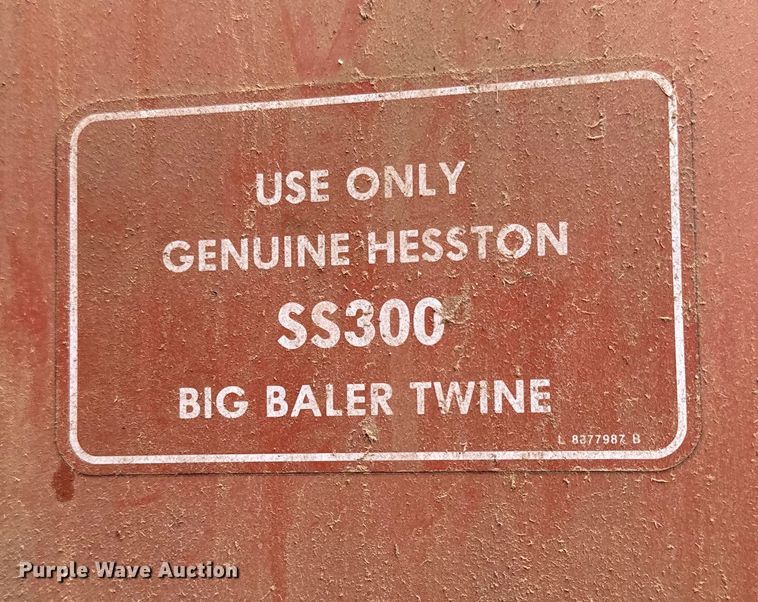 USE ONLY
GENUINE HESSTON
SS300
BIG BALER TWINE
L 8377987 B
Purple Wave Auction